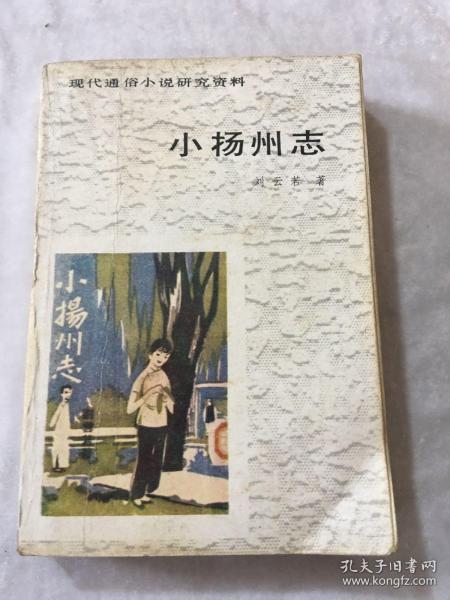 现代通俗小说研究资料
小扬州志
刘云若 著
小揚州志
孔夫子旧书网
www.kongfz.com